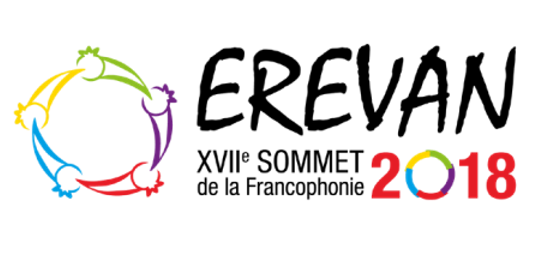 EREVAN
XVIIe SOMMET
de la Francophonie 2018